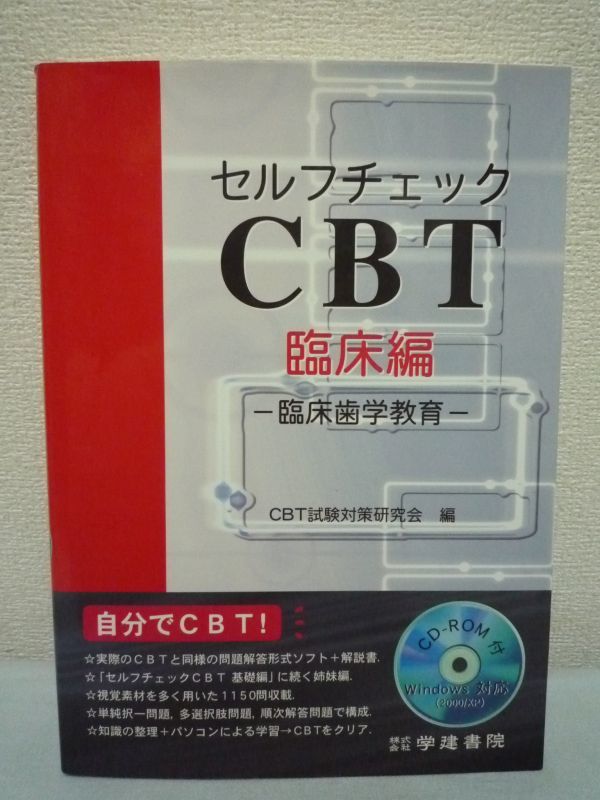 セルフチェック
CBT
臨床編
－臨床歯学教育－
CBT試験対策研究会　編
自分でCBT!
☆実際のCBTと同様の問題解答形式ソフト＋解説書.
☆「セルフチェックCBT 基礎編」に続く姉妹編.
☆視覚素材を多く用いた1150問収載.
☆単純択一問題, 多選択肢問題, 順次解答問題で構成.
☆知識の整理＋パソコンによる学習→CBTをクリア.
CD-ROM付
Windows 対応
(2000/XP)
株式会社 学建書院